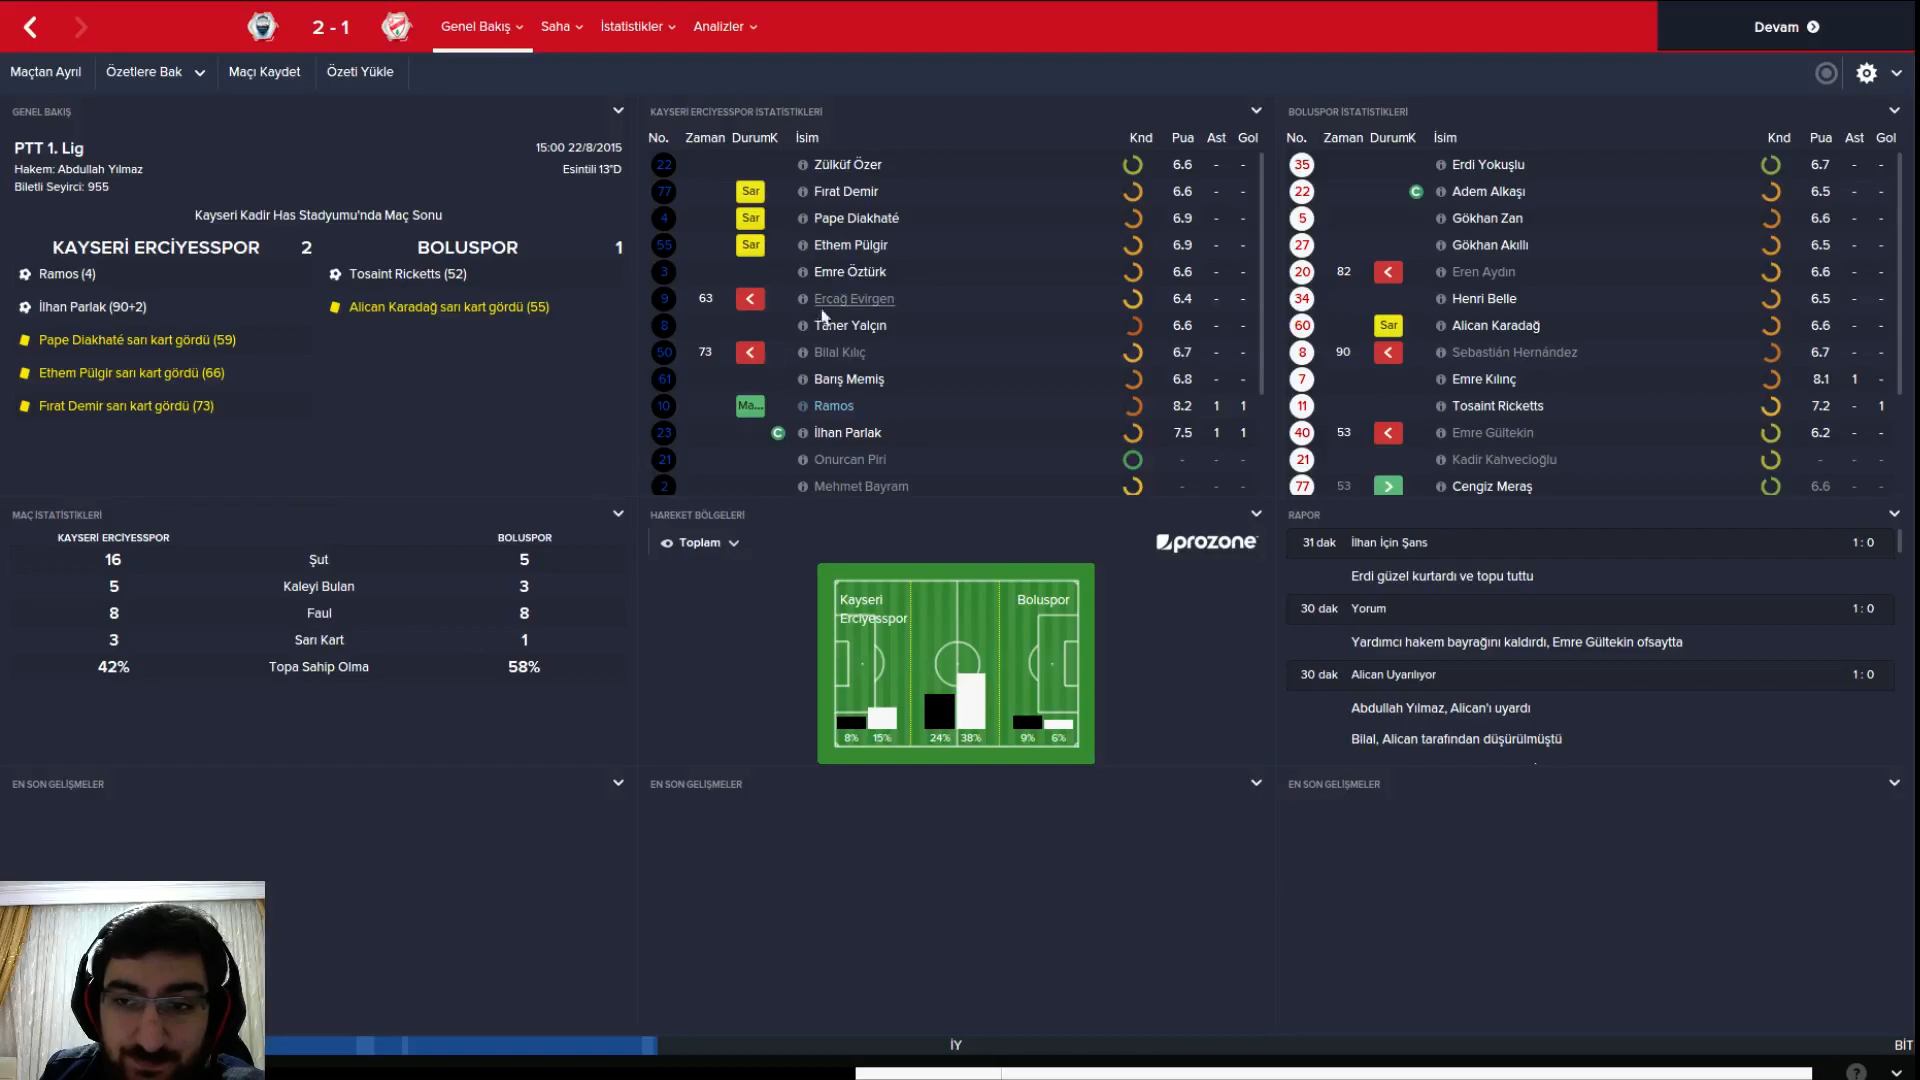 2 - 1
Genel Bakış
Saha
İstatistikler
Analizler
Devam
Maçtan Ayrıl
Özetlere Bak
Maçı Kaydet
Özeti Yükle
GENEL BAKIŞ
PTT 1. Lig
15:00 22/8/2015
Hakem: Abdullah Yılmaz
Esintili 13°D
Biletli Seyirci: 955
Kayseri Kadir Has Stadyumu'nda Maç Sonu
KAYSERİ ERCİYESSPOR 2 BOLUSPOR 1
Ramos (4)
Tosaint Ricketts (52)
İlhan Parlak (90+2)
Alican Karadağ sarı kart gördü (55)
Pape Diakhaté sarı kart gördü (59)
Ethem Pülgir sarı kart gördü (66)
Fırat Demir sarı kart gördü (73)
KAYSERİ ERCİYESSPOR İSTATİSTİKLERİ
No. Zaman DurumK İsim Knd Pua Ast Gol
22 Zülküf Özer 6.6 - -
77 Sar Fırat Demir 6.6 - -
4 Sar Pape Diakhaté 6.9 - -
55 Sar Ethem Pülgir 6.9 - -
3 Emre Öztürk 6.6 - -
9 63 Erçağ Evirgen 6.4 - -
8 Taner Yalçın 6.6 - -
50 73 Bilal Kılıç 6.7 - -
61 Barış Memiş 6.8 - -
10 Ma... Ramos 8.2 1 1
23 C İlhan Parlak 7.5 1 1
21 Onurcan Piri - - -
2 Mehmet Bayram - - -
BOLUSPOR İSTATİSTİKLERİ
No. Zaman DurumK İsim Knd Pua Ast Gol
35 Erdi Yokuşlu 6.7 - -
22 C Adem Alkaşı 6.5 - -
5 Gökhan Zan 6.6 - -
27 Gökhan Akıllı 6.5 - -
20 82 Eren Aydın 6.6 - -
34 Henri Belle 6.5 - -
60 Sar Alican Karadağ 6.6 - -
8 90 Sebastián Hernández 6.7 - -
7 Emre Kılınç 8.1 1 -
11 Tosaint Ricketts 7.2 - 1
40 53 Emre Gültekin 6.2 - -
21 Kadir Kahvecioğlu - - -
77 53 Cengiz Meraş 6.6 - -
MAÇ İSTATİSTİKLERİ
KAYSERİ ERCİYESSPOR BOLUSPOR
16 Şut 5
5 Kaleyi Bulan 3
8 Faul 8
3 Sarı Kart 1
42% Topa Sahip Olma 58%
HAREKET BÖLGELERİ
Toplam
prozone
Kayseri
Erciyesspor
Boluspor
8% 15% 24% 38% 9% 6%
RAPOR
31 dak İlhan İçin Şans 1 : 0
Erdi güzel kurtardı ve topu tuttu
30 dak Yorum 1 : 0
Yardımcı hakem bayrağını kaldırdı, Emre Gültekin ofsaytta
30 dak Alican Uyarılıyor 1 : 0
Abdullah Yılmaz, Alican'ı uyardı
Bilal, Alican tarafından düşürülmüştü
EN SON GELİŞMELER
EN SON GELİŞMELER
EN SON GELİŞMELER
İY
BİT